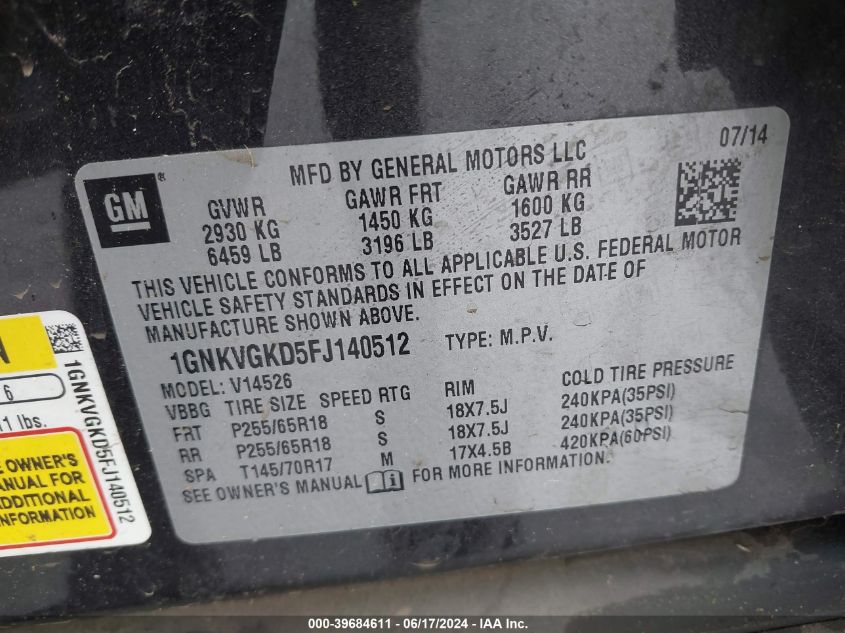 07/14
MFD BY GENERAL MOTORS LLC
GM®
GVWR GAWR FRT GAWR RR
2930 KG 1450 KG 1600 KG
6459 LB 3196 LB 3527 LB
THIS VEHICLE CONFORMS TO ALL APPLICABLE U.S. FEDERAL MOTOR
VEHICLE SAFETY STANDARDS IN EFFECT ON THE DATE OF
MANUFACTURE SHOWN ABOVE.
1GNKVGKD5FJ140512 TYPE: M.P.V.
MODEL: V14526
VBBG TIRE SIZE SPEED RTG RIM COLD TIRE PRESSURE
FRT P255/65R18 S 18X7.5J 240KPA(35PSI)
RR P255/65R18 S 18X7.5J 240KPA(35PSI)
SPA T145/70R17 M 17X4.5B 420KPA(60PSI)
SEE OWNER'S MANUAL FOR MORE INFORMATION.
N
6
1 lbs.
E OWNER'S
ANUAL FOR
DDITIONAL
NFORMATION
1GNKVGKD5FJ140512
000-39684611 - 06/17/2024 - IAAI.com